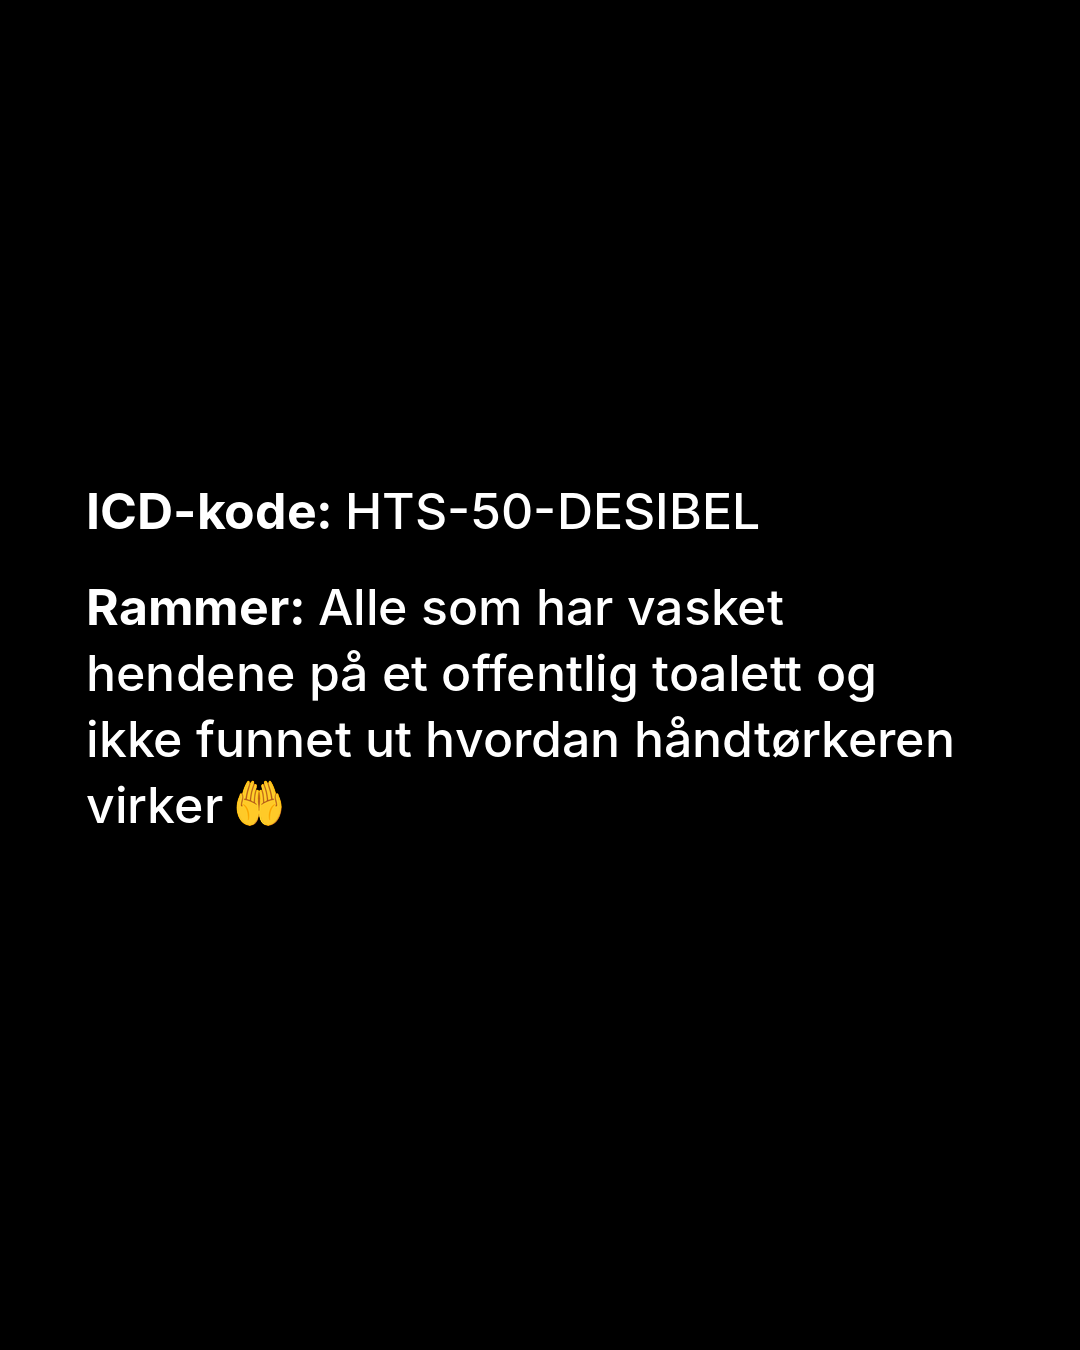 ICD-kode: HTS-50-DESIBEL
Rammer: Alle som har vasket
hendene på et offentlig toalett og
ikke funnet ut hvordan håndtørkeren
virker 🤲